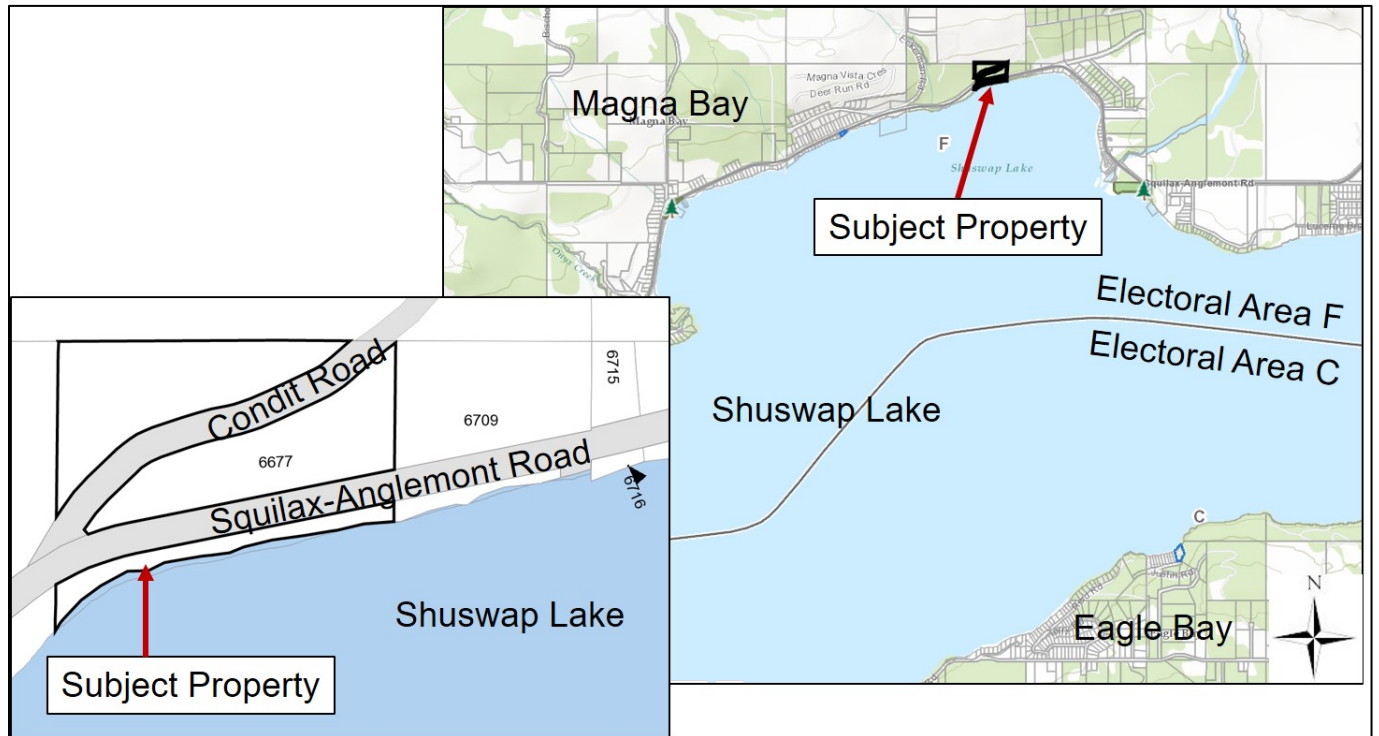 Magna Bay
Magna Bay
Magna Vista Cres
Deer Run Rd
F
Shuswap Lake
Squilax-Anglemont Rd
Subject Property
Onyx Creek
Electoral Area F
Electoral Area C
Shuswap Lake
C
Eagle Bay
N
Condit Road
6715
6709
6677
Squilax-Anglemont Road
6716
Shuswap Lake
Subject Property